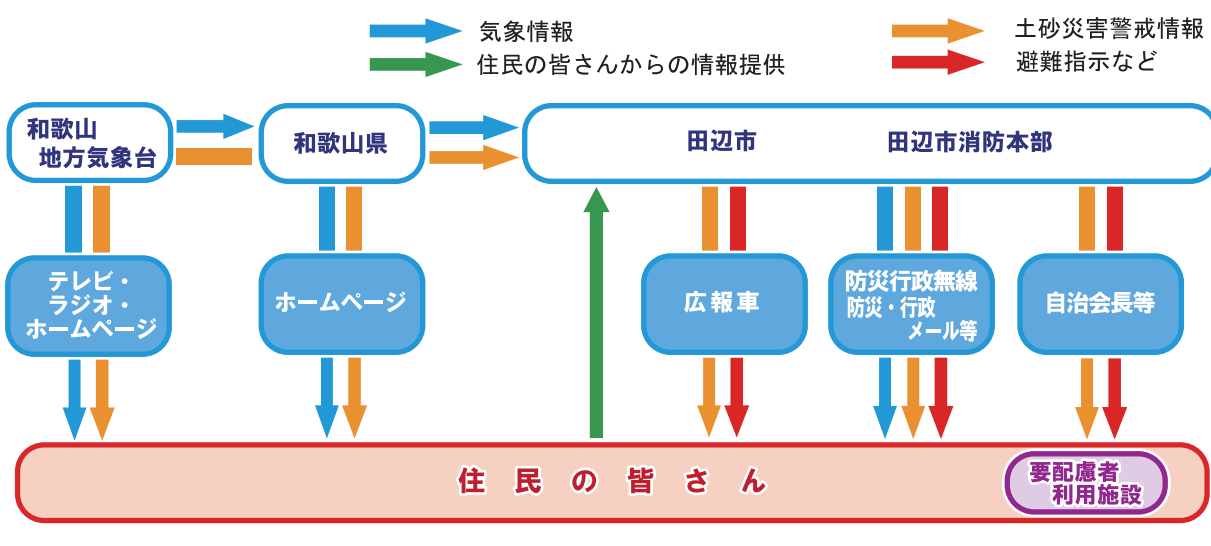 気象情報
土砂災害警戒情報
住民の皆さんからの情報提供
避難指示など
和歌山
地方気象台
和歌山県
田辺市
田辺市消防本部
テレビ・
ラジオ・
ホームページ
ホームページ
広報車
防災行政無線
防災・行政
メール等
自治会長等
住民の皆さん
要配慮者
利用施設